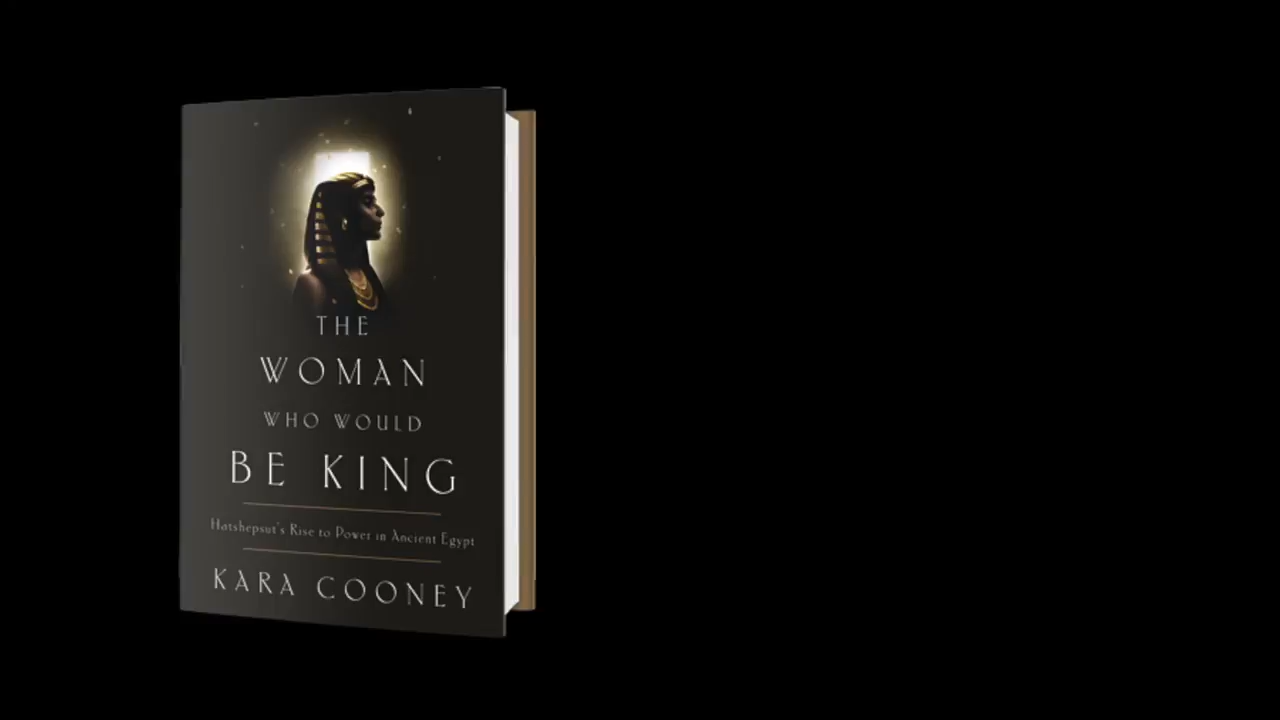 THE
WOMAN
WHO WOULD
BE KING
Hatshepsut's Rise to Power in Ancient Egypt
KARA COONEY